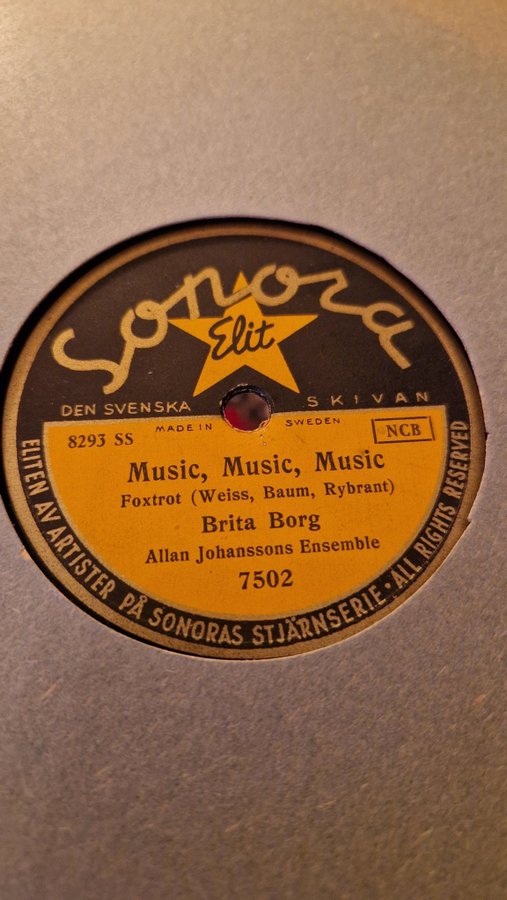 Sonora
Elit
DEN SVENSKA SKIVAN
MADE IN SWEDEN
8293 SS
NCB
Music, Music, Music
Foxtrot (Weiss, Baum, Rybrant)
Brita Borg
Allan Johanssons Ensemble
7502
ELITEN AV ARTISTER PÅ SONORAS STJÄRNSERIE · ALL RIGHTS RESERVED